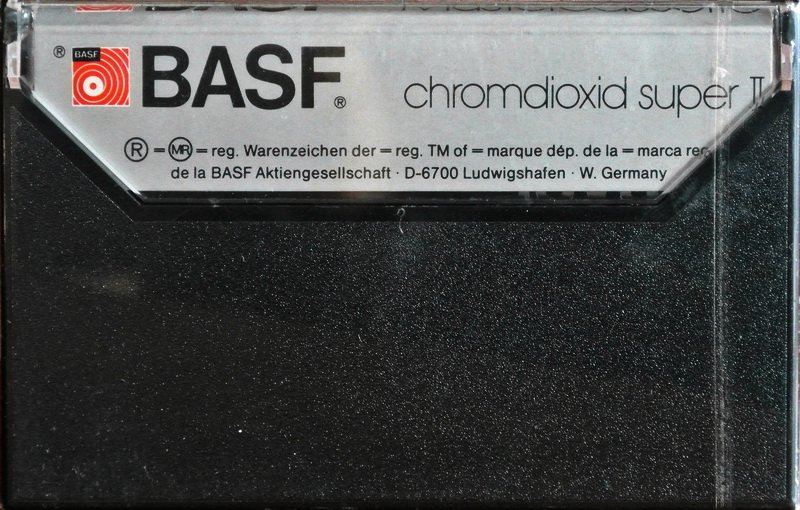 ® BASF BASF® chromdioxid super II
® = MR = reg. Warenzeichen der = reg. TM of = marque dép. de la = marca reg.
de la BASF Aktiengesellschaft · D-6700 Ludwigshafen · W. Germany